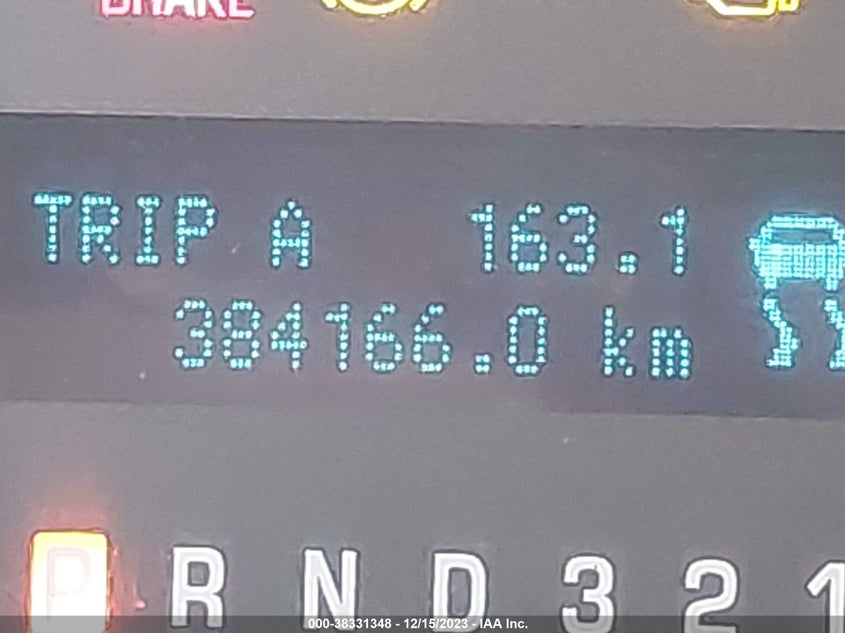 BRAKE
TRIP A 163.1
384166.0 km
P R N D 3 2 1
000-38331348 - 12/15/2023 - IAA Inc.